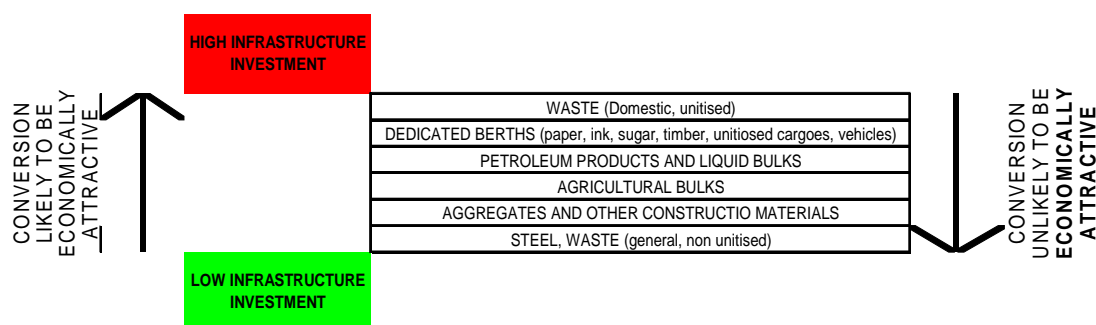 HIGH INFRASTRUCTURE
INVESTMENT
CONVERSION
LIKELY TO BE
ECONOMICALLY
ATTRACTIVE
WASTE (Domestic, unitised)
DEDICATED BERTHS (paper, ink, sugar, timber, unitiosed cargoes, vehicles)
PETROLEUM PRODUCTS AND LIQUID BULKS
AGRICULTURAL BULKS
AGGREGATES AND OTHER CONSTRUCTIO MATERIALS
STEEL, WASTE (general, non unitised)
CONVERSION
UNLIKELY TO BE
ECONOMICALLY
ATTRACTIVE
LOW INFRASTRUCTURE
INVESTMENT